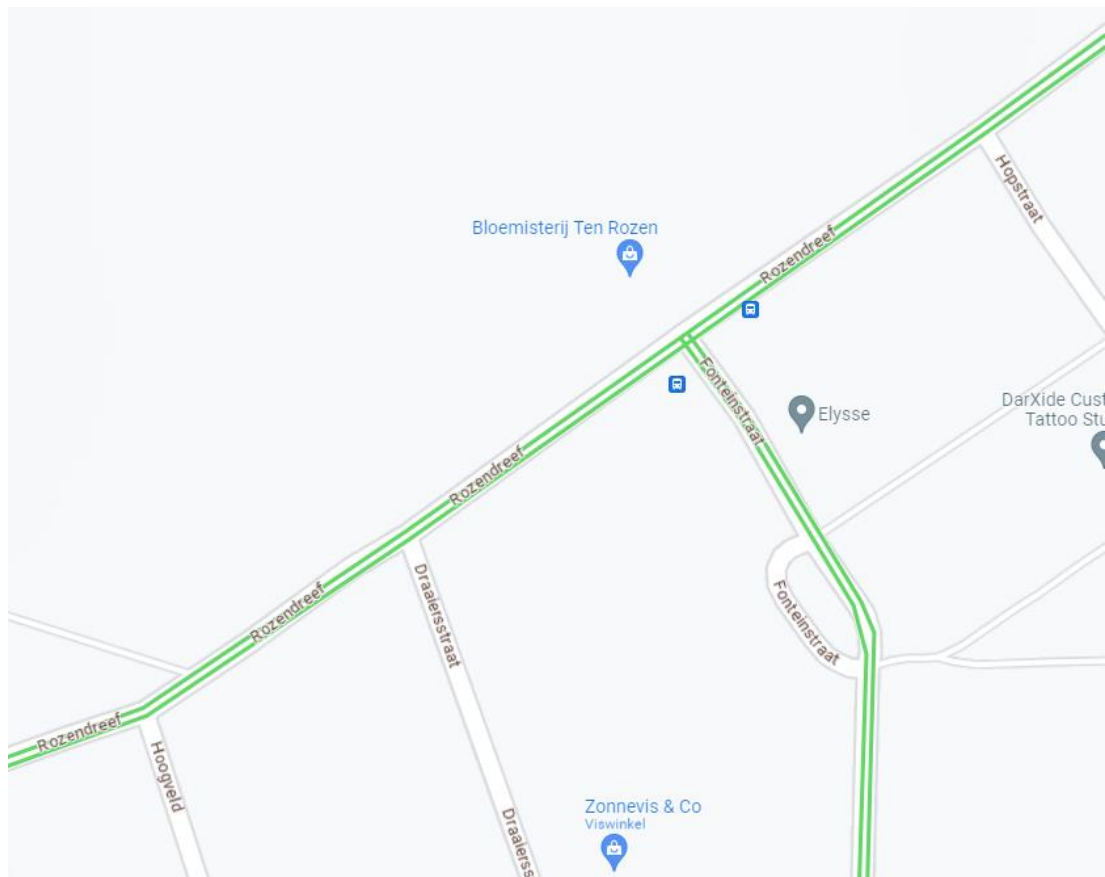 Hopstraat
Bloemisterij Ten Rozen
Rozendreef
Fonteinstraat
Elysse
DarXide Cust
Tattoo Stu
Rozendreef
Draaiersstraat
Rozendreef
Fonteinstraat
Rozendreef
Hoogveld
Zonnevis & Co
Viswinkel
Draaierss